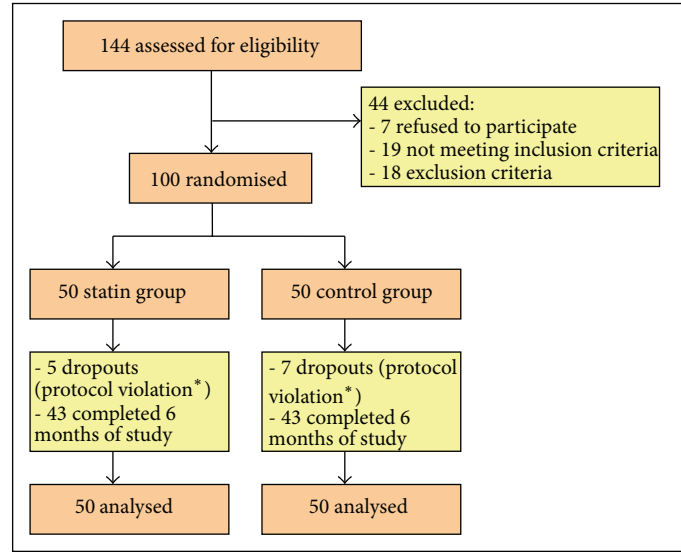 144 assessed for eligibility
44 excluded:
- 7 refused to participate
- 19 not meeting inclusion criteria
- 18 exclusion criteria
100 randomised
50 statin group
50 control group
- 5 dropouts
(protocol violation*)
- 43 completed 6
months of study
- 7 dropouts (protocol
violation*)
- 43 completed 6
months of study
50 analysed
50 analysed